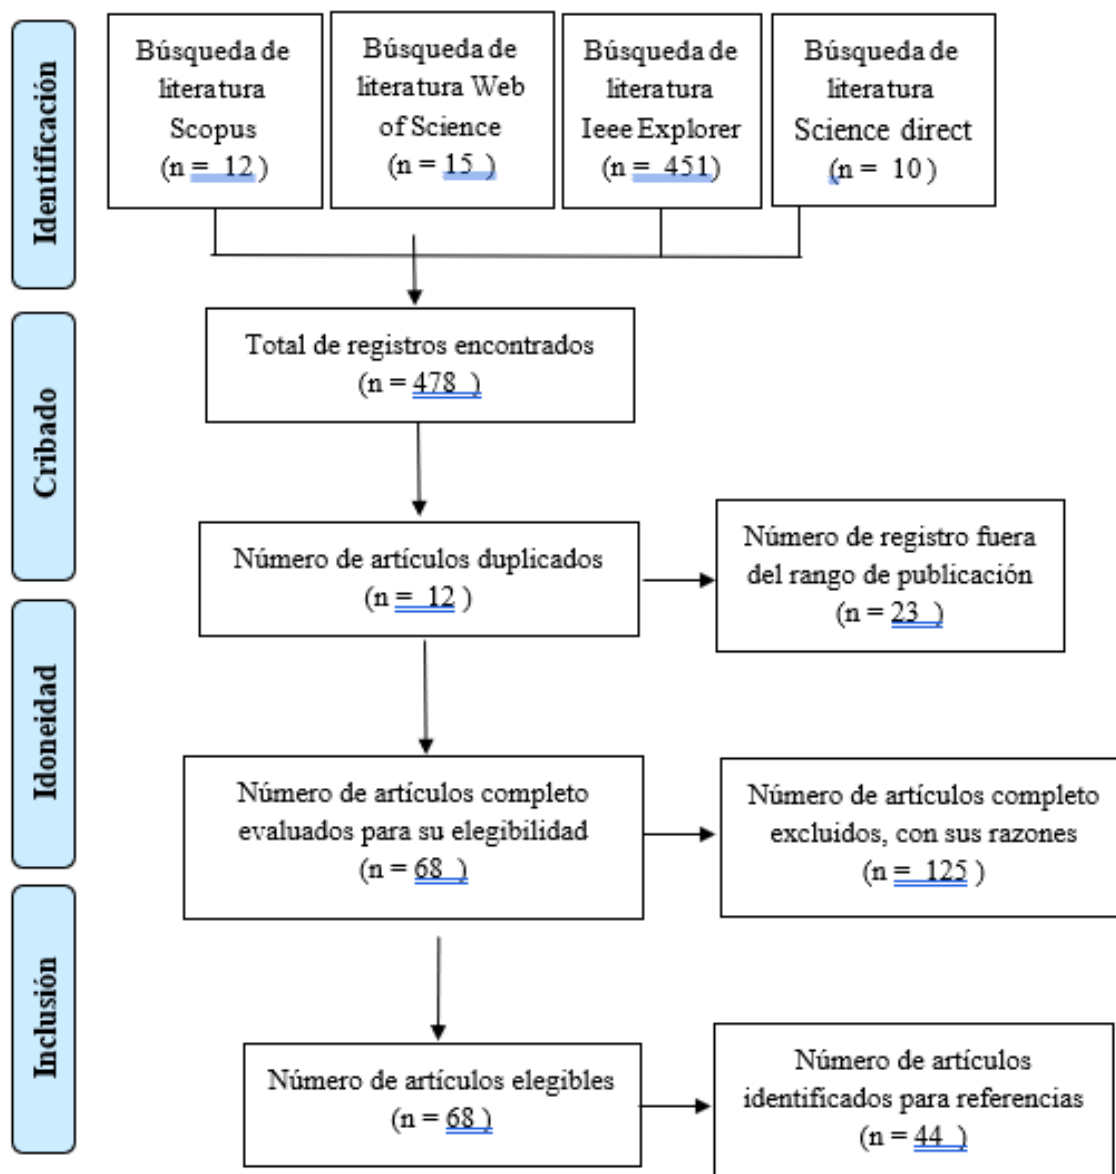 Identificación
Búsqueda de
literatura
Scopus
(n = 12 )
Búsqueda de
literatura Web
of Science
(n = 15 )
Búsqueda de
literatura
Ieee Explorer
(n = 451)
Búsqueda de
literatura
Science direct
(n = 10 )
Cribado
Total de registros encontrados
(n = 478 )
Número de artículos duplicados
(n = 12 )
Número de registro fuera
del rango de publicación
(n = 23 )
Idoneidad
Número de artículos completo
evaluados para su elegibilidad
(n = 68 )
Número de artículos completo
excluidos, con sus razones
(n = 125 )
Inclusión
Número de artículos elegibles
(n = 68 )
Número de artículos
identificados para referencias
(n = 44 )